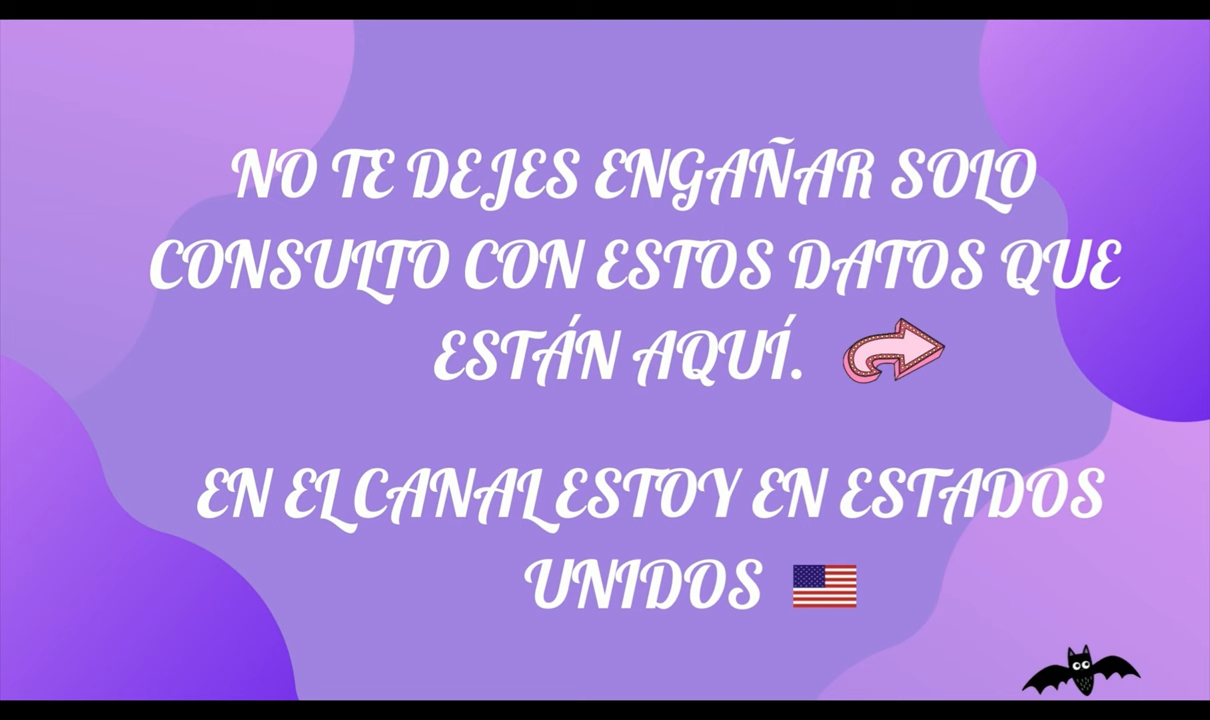 NO TE DEJES ENGAÑAR SOLO
CONSULTO CON ESTOS DATOS QUE
ESTÁN AQUÍ.
EN EL CANAL ESTOY EN ESTADOS
UNIDOS